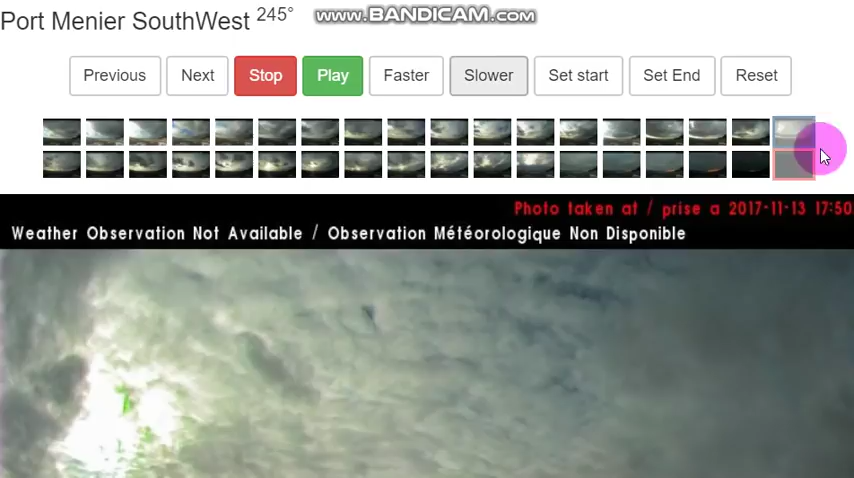 Port Menier SouthWest 245°
www.BANDICAM.com
Previous Next Stop Play Faster Slower Set start Set End Reset
Photo taken at / prise a 2017-11-13 17:50
Weather Observation Not Available / Observation Météorologique Non Disponible